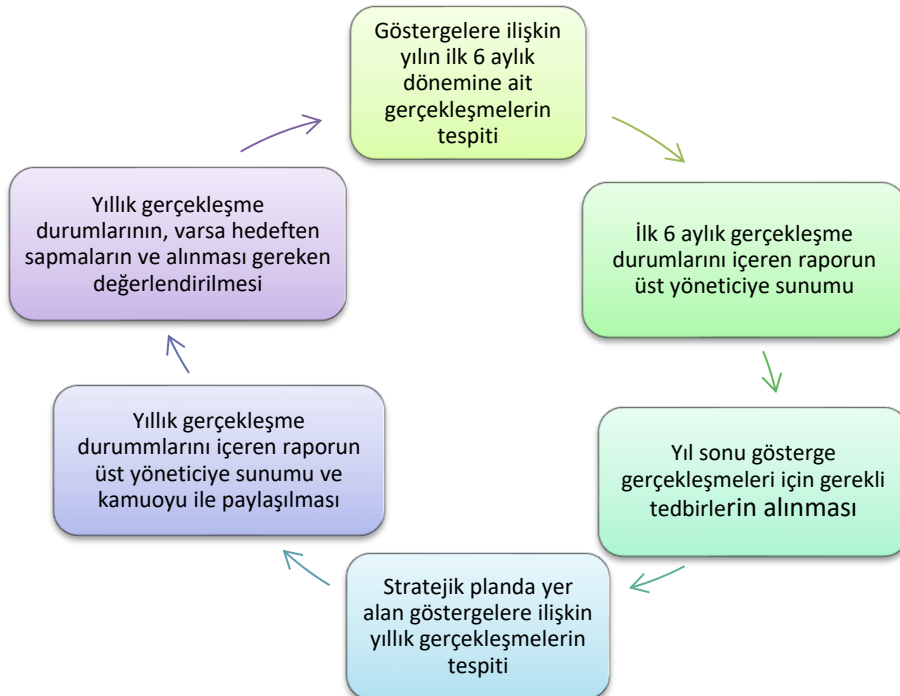 Göstergelere ilişkin
yılın ilk 6 aylık
dönemine ait
gerçekleşmelerin
tespiti
İlk 6 aylık gerçekleşme
durumlarını içeren raporun
üst yöneticiye sunumu
Yıl sonu gösterge
gerçekleşmeleri için gerekli
tedbirlerin alınması
Stratejik planda yer
alan göstergelere ilişkin
yıllık gerçekleşmelerin
tespiti
Yıllık gerçekleşme
durummlarını içeren raporun
üst yöneticiye sunumu ve
kamuoyu ile paylaşılması
Yıllık gerçekleşme
durumlarının, varsa hedeften
sapmaların ve alınması gereken
değerlendirilmesi